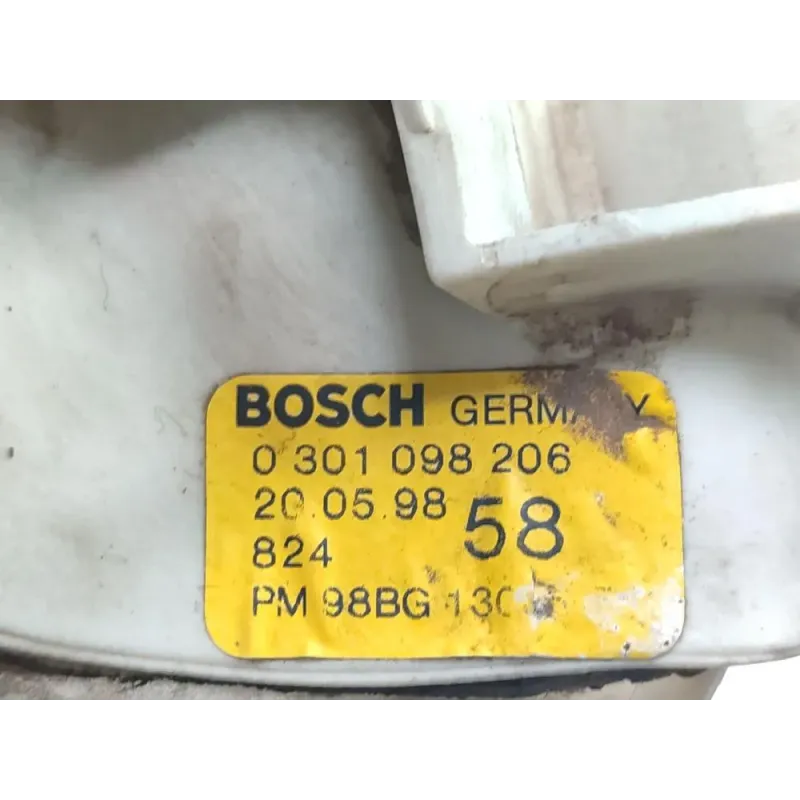 BOSCH GERMANY
0 301 098 206
20.05.98 58
824
PM 98BG